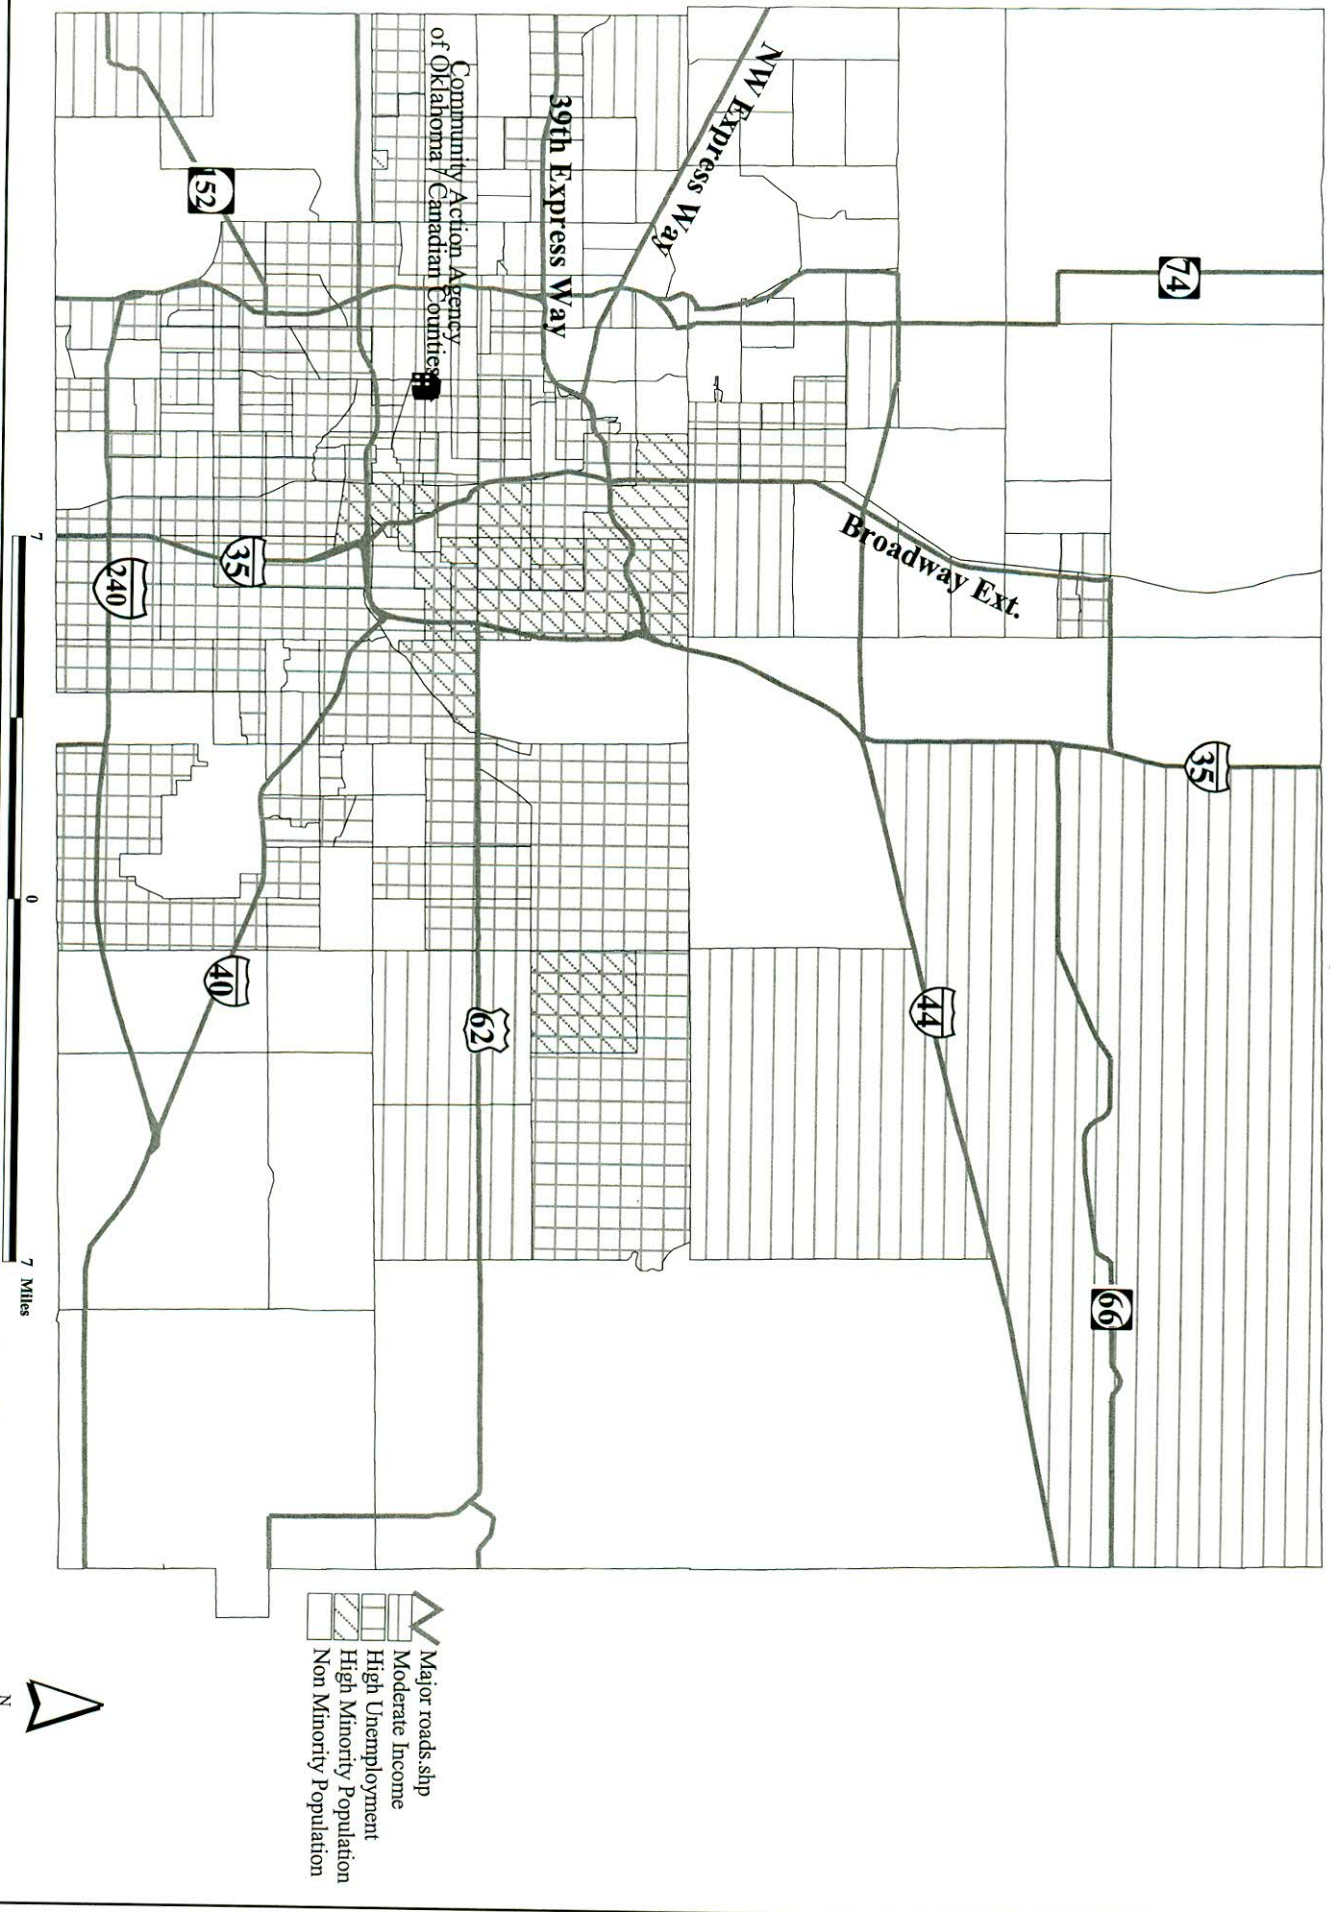 74
35
66
Broadway Ext.
44
NW Express Way
39th Express Way
62
Community Action Agency
of Oklahoma / Canadian Counties
152
35
40
240
Major roads.shp
Moderate Income
High Unemployment
High Minority Population
Non Minority Population
7
0
7 Miles
N